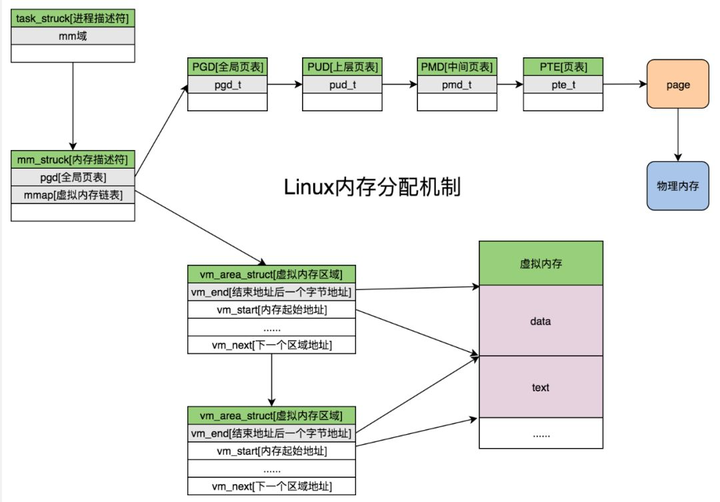 task_struck[进程描述符]
mm域
PGD[全局页表]
pgd_t
PUD[上层页表]
pud_t
PMD[中间页表]
pmd_t
PTE[页表]
pte_t
page
物理内存
mm_struck[内存描述符]
pgd[全局页表]
mmap[虚拟内存链表]
Linux内存分配机制
vm_area_struct[虚拟内存区域]
vm_end[结束地址后一个字节地址]
vm_start[内存起始地址]
......
vm_next[下一个区域地址]
虚拟内存
data
text
......
vm_area_struct[虚拟内存区域]
vm_end[结束地址后一个字节地址]
vm_start[内存起始地址]
......
vm_next[下一个区域地址]